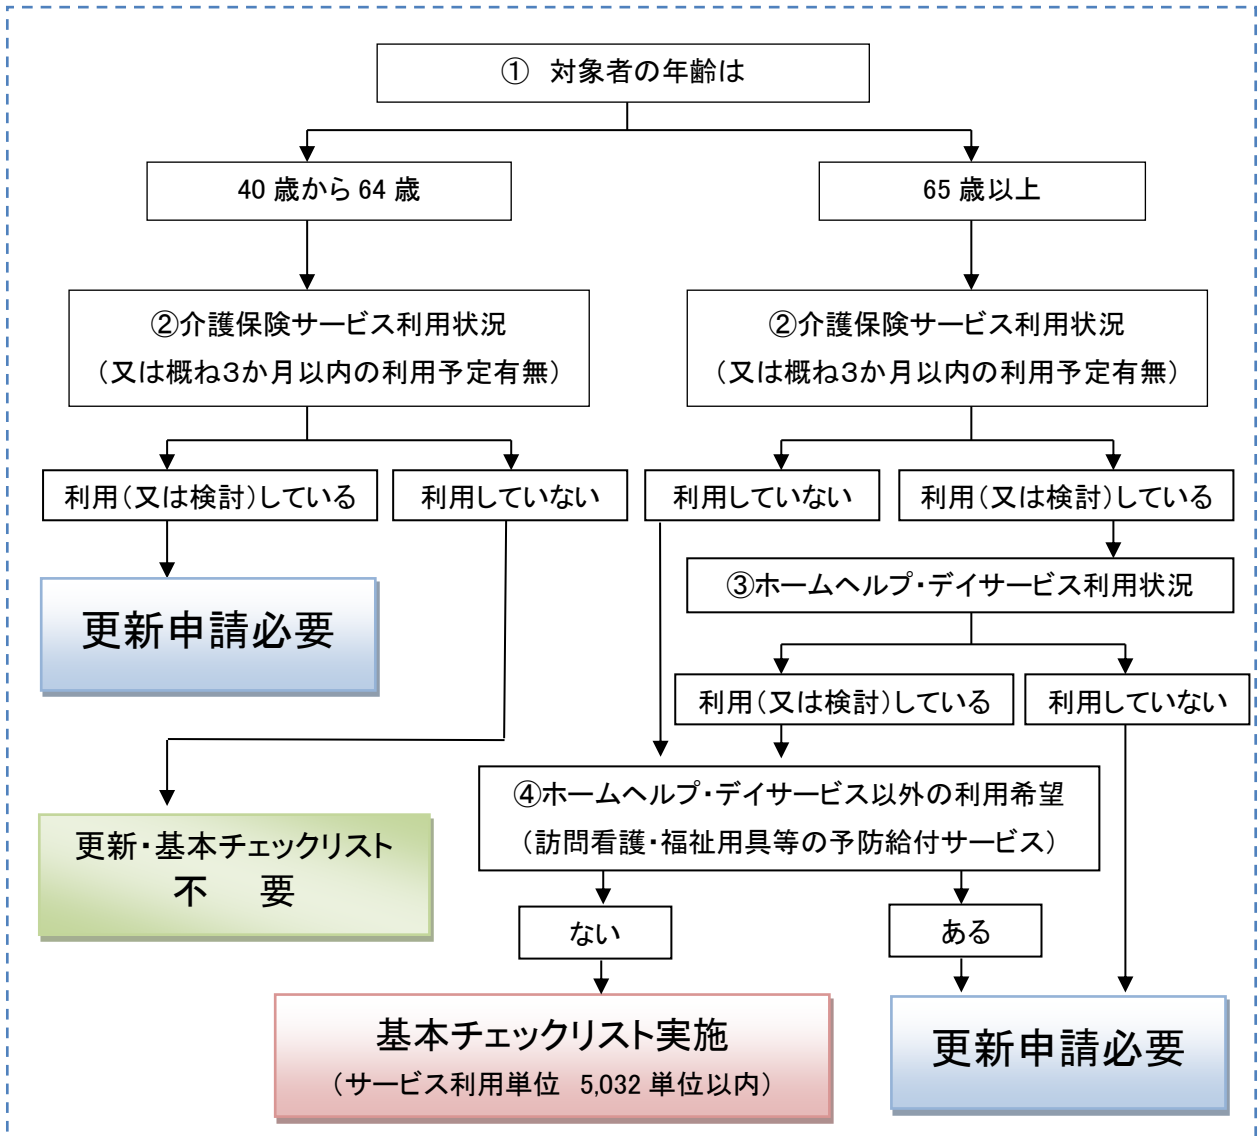 ① 対象者の年齢は
40 歳から 64 歳
65 歳以上
②介護保険サービス利用状況
（又は概ね３か月以内の利用予定有無）
②介護保険サービス利用状況
（又は概ね３か月以内の利用予定有無）
利用（又は検討）している
利用していない
利用していない
利用（又は検討）している
③ホームヘルプ・デイサービス利用状況
更新申請必要
利用（又は検討）している
利用していない
④ホームヘルプ・デイサービス以外の利用希望
（訪問看護・福祉用具等の予防給付サービス）
更新・基本チェックリスト
不 要
ない
ある
基本チェックリスト実施
（サービス利用単位 5,032 単位以内）
更新申請必要